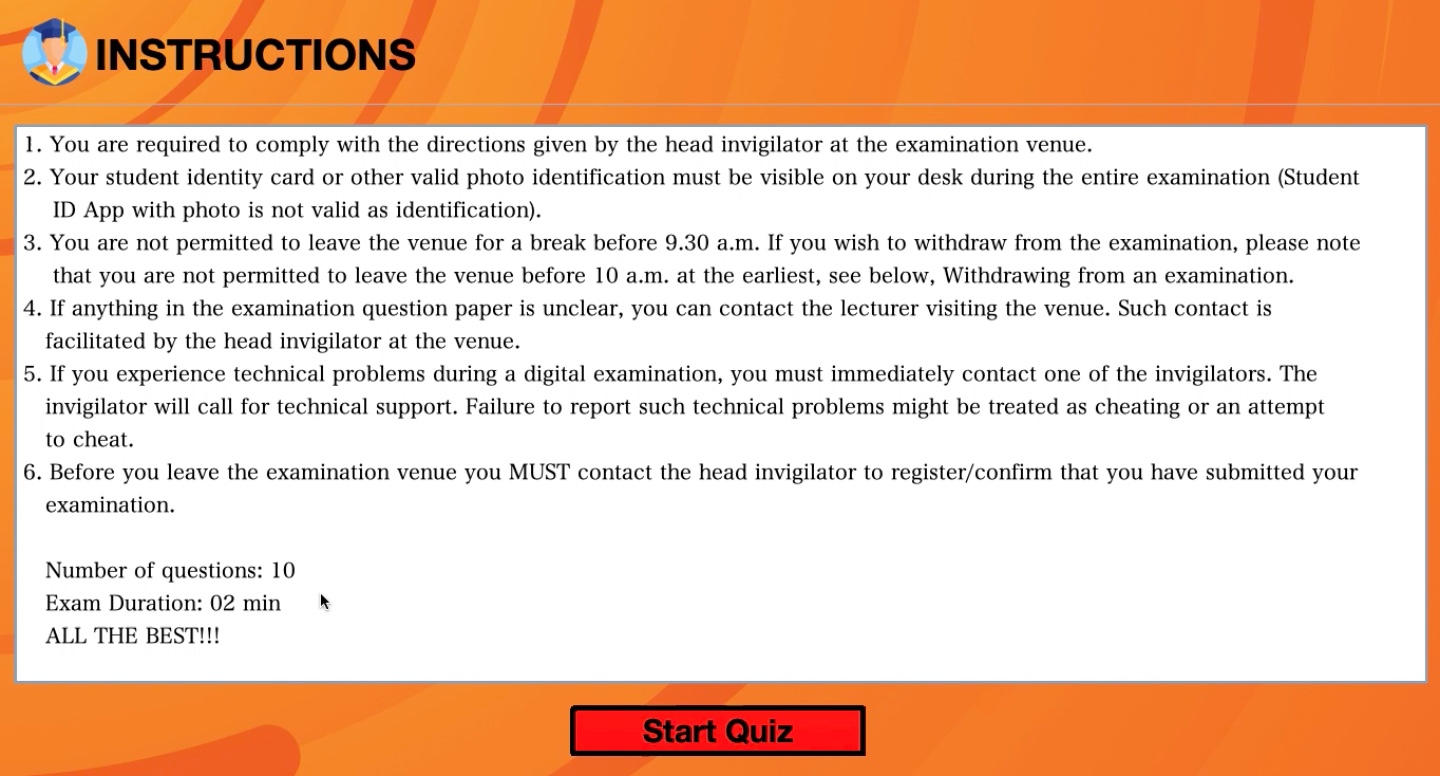 INSTRUCTIONS
1. You are required to comply with the directions given by the head invigilator at the examination venue.
2. Your student identity card or other valid photo identification must be visible on your desk during the entire examination (Student
ID App with photo is not valid as identification).
3. You are not permitted to leave the venue for a break before 9.30 a.m. If you wish to withdraw from the examination, please note
that you are not permitted to leave the venue before 10 a.m. at the earliest, see below, Withdrawing from an examination.
4. If anything in the examination question paper is unclear, you can contact the lecturer visiting the venue. Such contact is
facilitated by the head invigilator at the venue.
5. If you experience technical problems during a digital examination, you must immediately contact one of the invigilators. The
invigilator will call for technical support. Failure to report such technical problems might be treated as cheating or an attempt
to cheat.
6. Before you leave the examination venue you MUST contact the head invigilator to register/confirm that you have submitted your
examination.
Number of questions: 10
Exam Duration: 02 min
ALL THE BEST!!!
Start Quiz